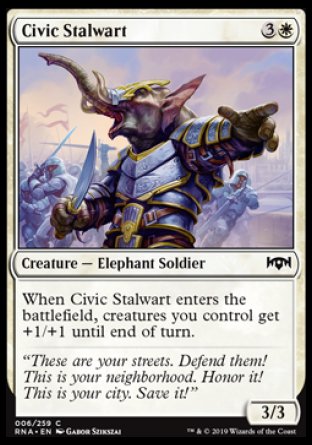 Civic Stalwart 3
Creature — Elephant Soldier
When Civic Stalwart enters the
battlefield, creatures you control get
+1/+1 until end of turn.
“These are your streets. Defend them!
This is your neighborhood. Honor it!
This is your city. Save it!”
3/3
006/259 C
RNA • EN Gabor Szikszai
™ & © 2019 Wizards of the Coast